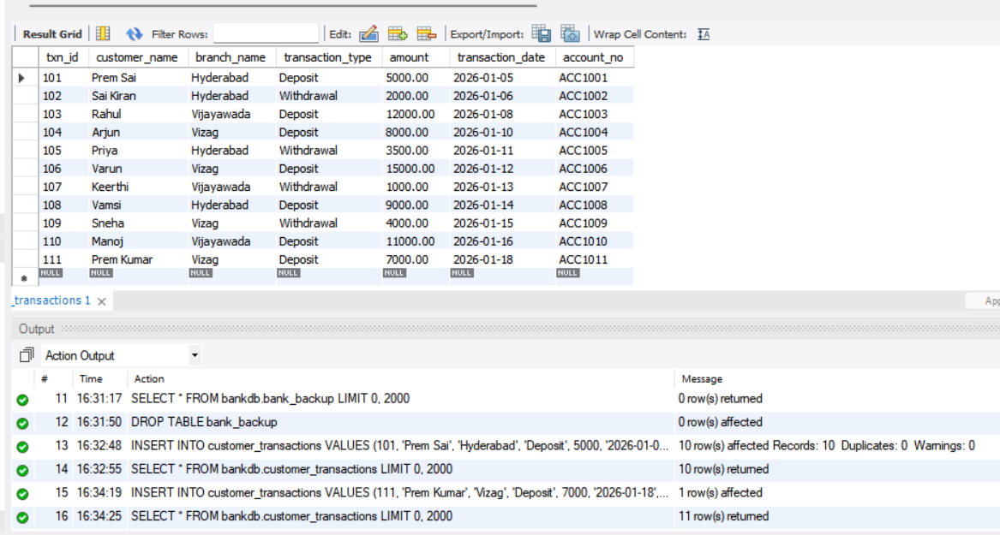 Result Grid Filter Rows: Edit: Export/Import: Wrap Cell Content: IA
txn_id customer_name branch_name transaction_type amount transaction_date account_no
101 Prem Sai Hyderabad Deposit 5000.00 2026-01-05 ACC1001
102 Sai Kiran Hyderabad Withdrawal 2000.00 2026-01-06 ACC1002
103 Rahul Vijayawada Deposit 12000.00 2026-01-08 ACC1003
104 Arjun Vizag Deposit 8000.00 2026-01-10 ACC1004
105 Priya Hyderabad Withdrawal 3500.00 2026-01-11 ACC1005
106 Varun Vizag Deposit 15000.00 2026-01-12 ACC1006
107 Keerthi Vijayawada Withdrawal 1000.00 2026-01-13 ACC1007
108 Vamsi Hyderabad Deposit 9000.00 2026-01-14 ACC1008
109 Sneha Vizag Withdrawal 4000.00 2026-01-15 ACC1009
110 Manoj Vijayawada Deposit 11000.00 2026-01-16 ACC1010
111 Prem Kumar Vizag Deposit 7000.00 2026-01-18 ACC1011
NULL NULL NULL NULL NULL NULL NULL
_transactions 1 App
Output
Action Output
# Time Action Message
11 16:31:17 SELECT * FROM bankdb.bank_backup LIMIT 0, 2000 0 row(s) returned
12 16:31:50 DROP TABLE bank_backup 0 row(s) affected
13 16:32:48 INSERT INTO customer_transactions VALUES (101, 'Prem Sai', 'Hyderabad', 'Deposit', 5000, '2026-01-0... 10 row(s) affected Records: 10 Duplicates: 0 Warnings: 0
14 16:32:55 SELECT * FROM bankdb.customer_transactions LIMIT 0, 2000 10 row(s) returned
15 16:34:19 INSERT INTO customer_transactions VALUES (111, 'Prem Kumar', 'Vizag', 'Deposit', 7000, '2026-01-18',... 1 row(s) affected
16 16:34:25 SELECT * FROM bankdb.customer_transactions LIMIT 0, 2000 11 row(s) returned